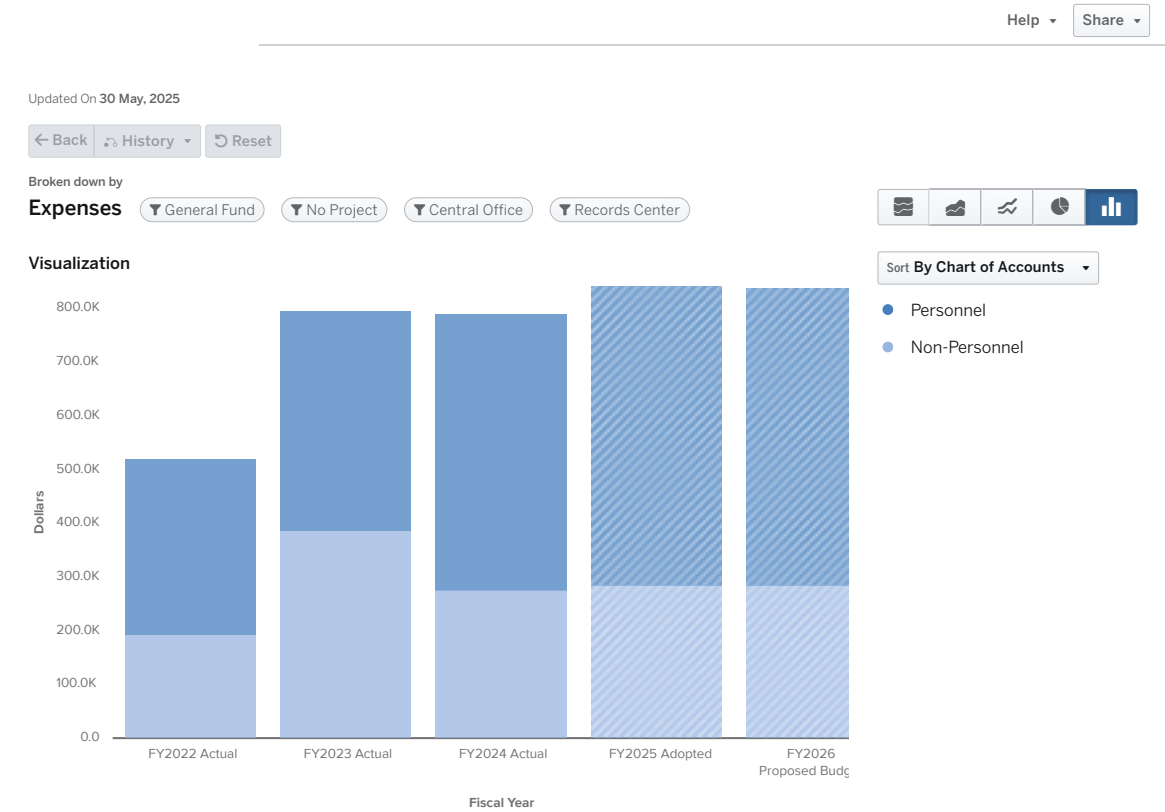 Help
Share
Updated On 30 May, 2025
Back
History
Reset
Broken down by
Expenses
General Fund
No Project
Central Office
Records Center
Visualization
Sort By Chart of Accounts
Personnel
Non-Personnel
800.0K
700.0K
600.0K
500.0K
400.0K
300.0K
200.0K
100.0K
0.0
Dollars
FY2022 Actual
FY2023 Actual
FY2024 Actual
FY2025 Adopted
FY2026
Proposed Budg
Fiscal Year